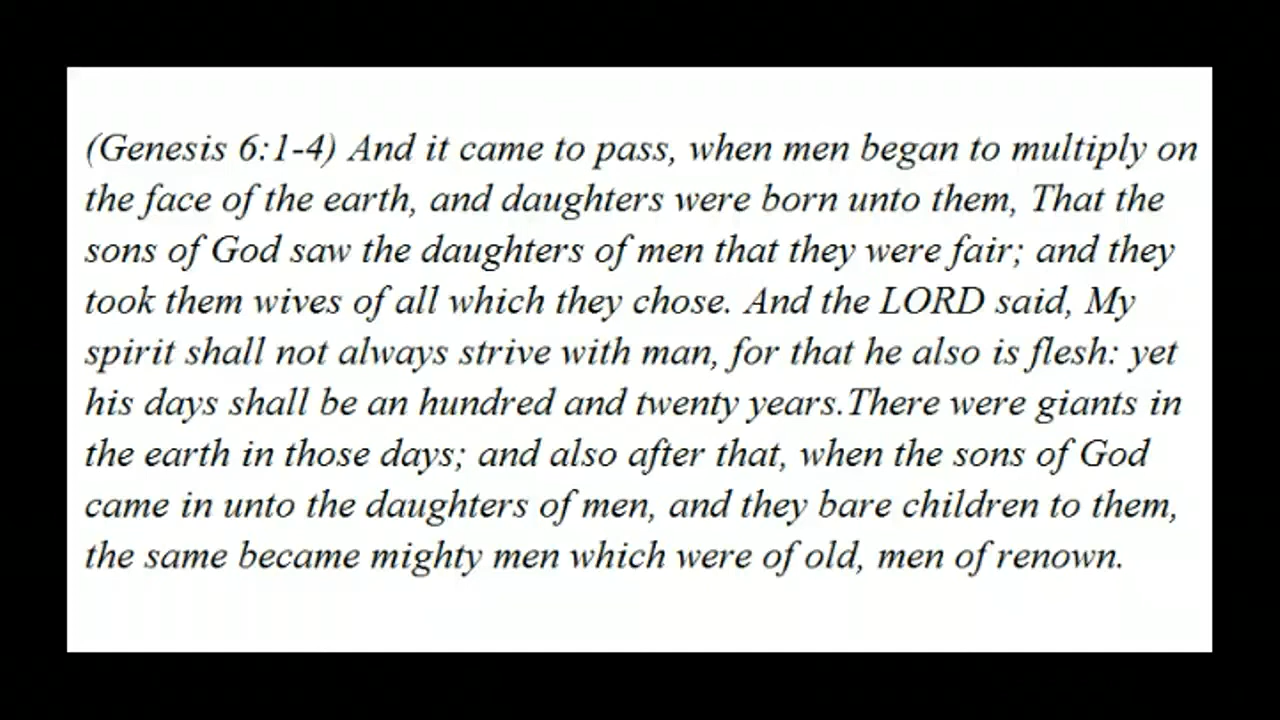 (Genesis 6:1-4) And it came to pass, when men began to multiply on
the face of the earth, and daughters were born unto them, That the
sons of God saw the daughters of men that they were fair; and they
took them wives of all which they chose. And the LORD said, My
spirit shall not always strive with man, for that he also is flesh: yet
his days shall be an hundred and twenty years.There were giants in
the earth in those days; and also after that, when the sons of God
came in unto the daughters of men, and they bare children to them,
the same became mighty men which were of old, men of renown.